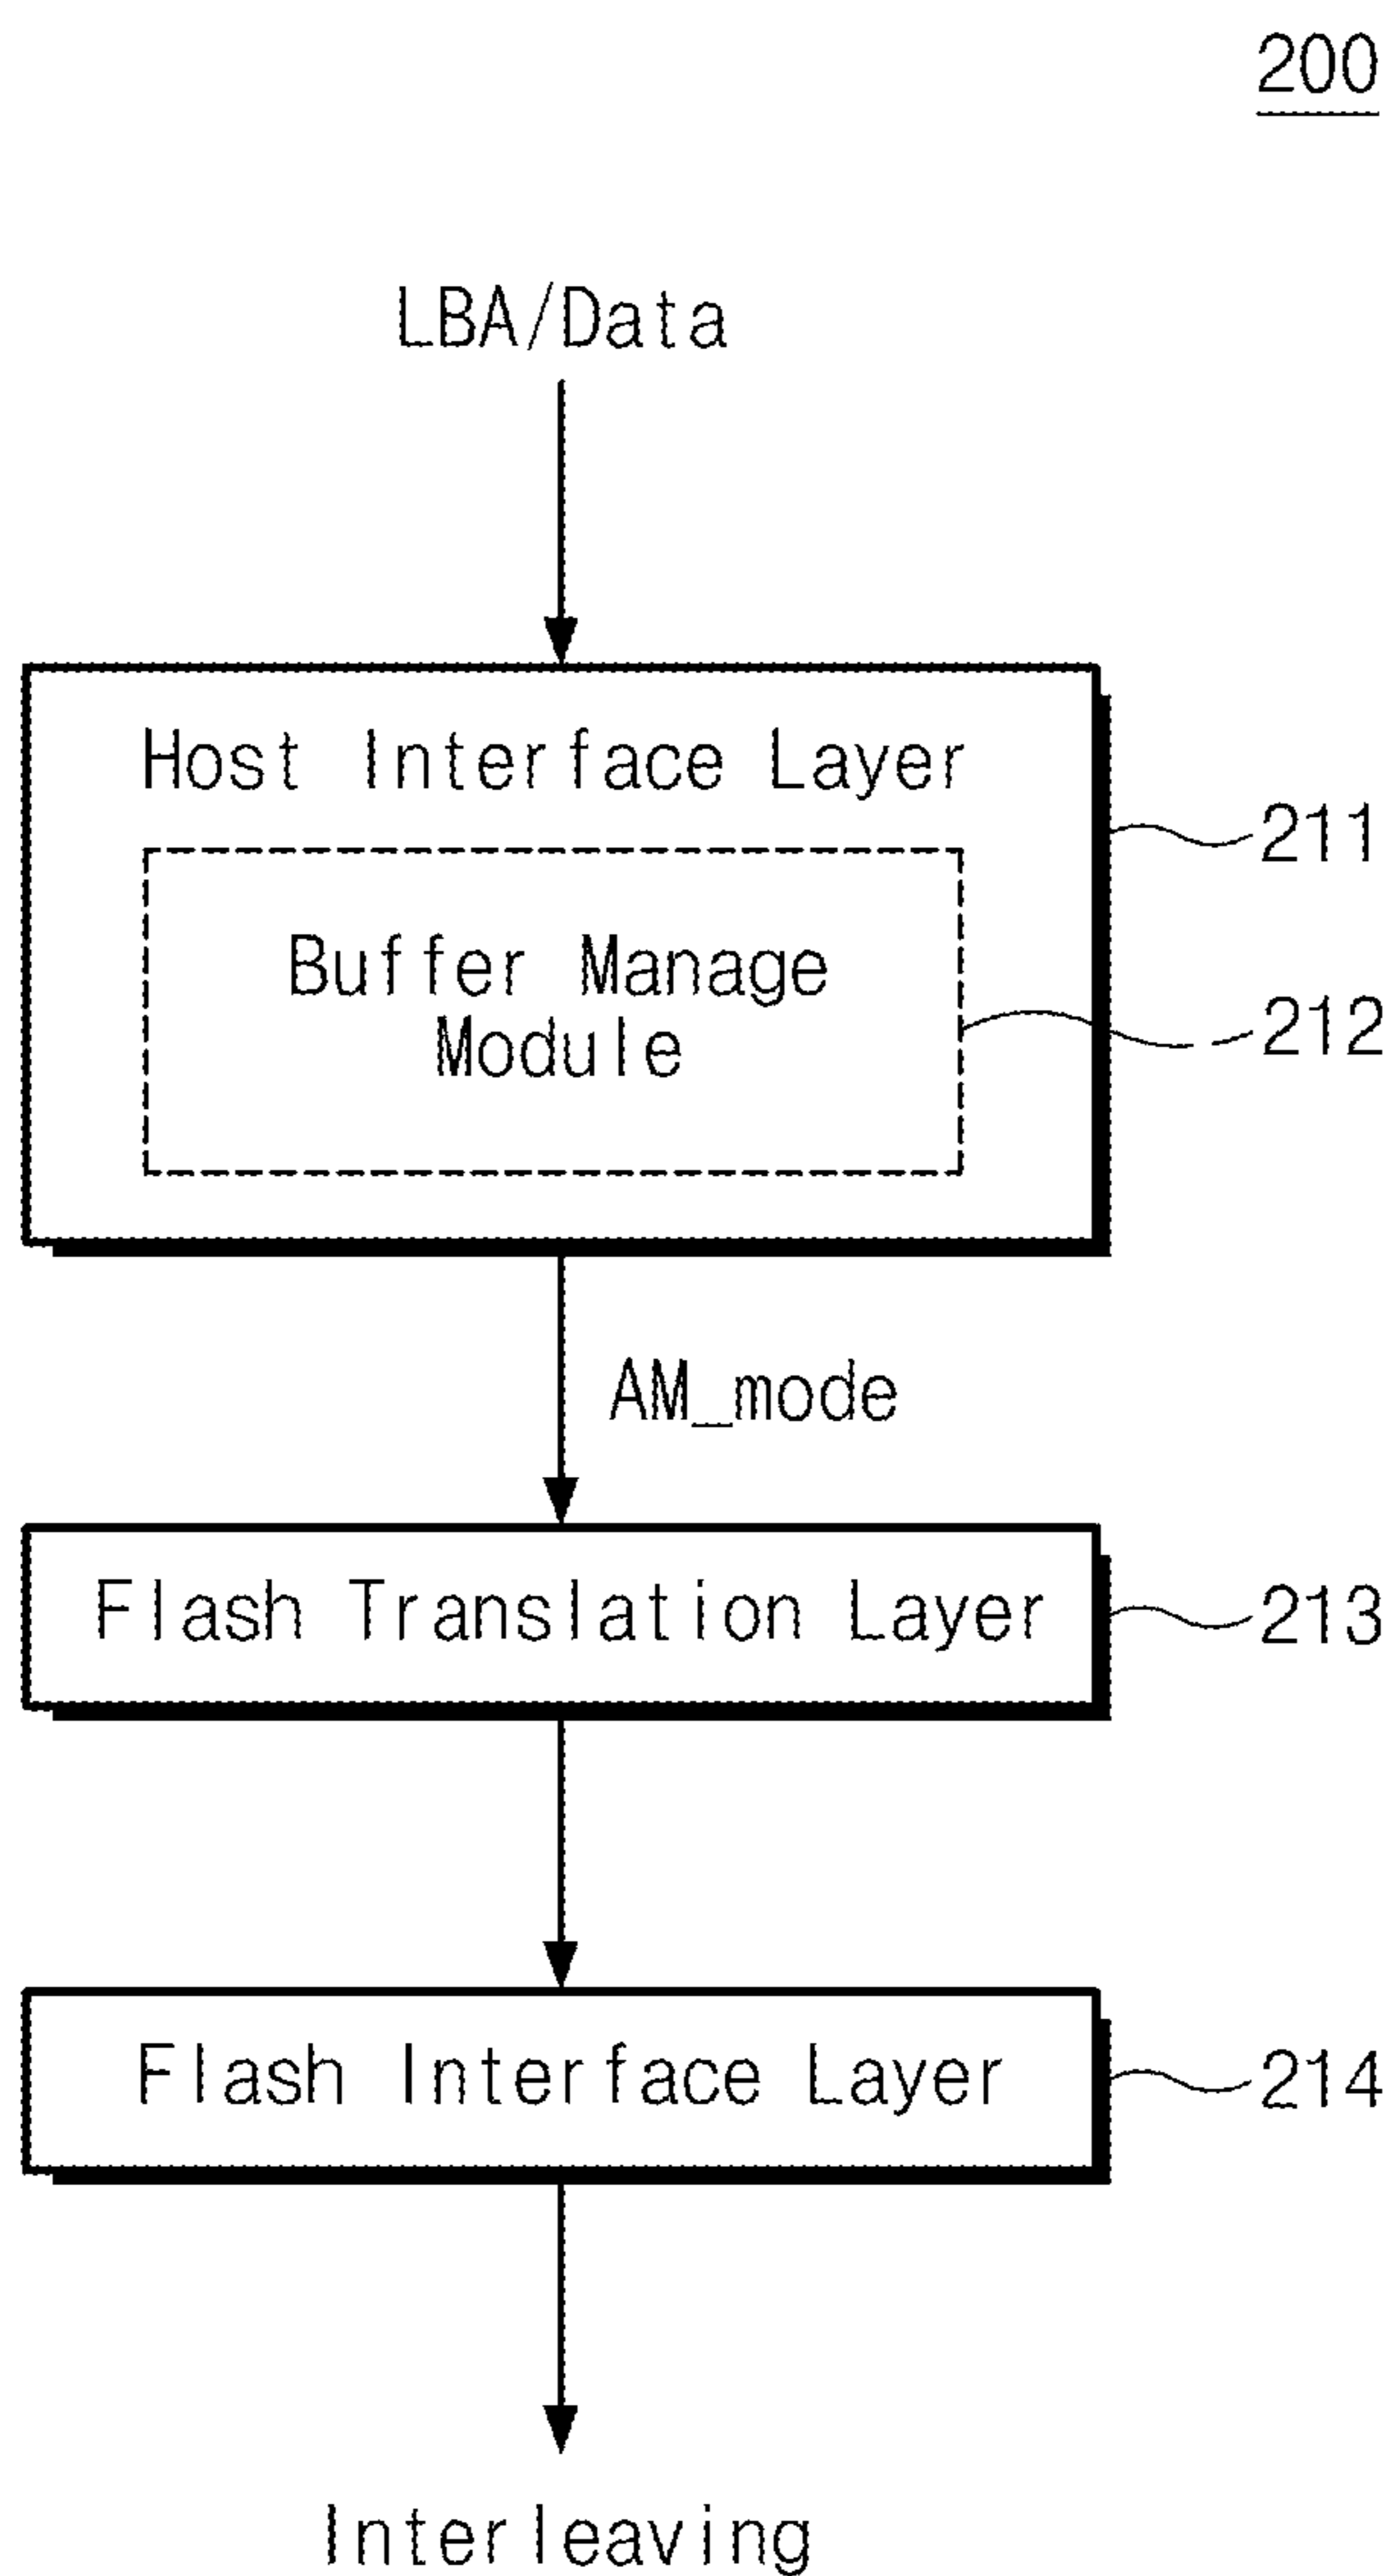 200
LBA/Data
Host Interface Layer
211
Buffer Manage
Module
212
AM_mode
Flash Translation Layer
213
Flash Interface Layer
214
Interleaving